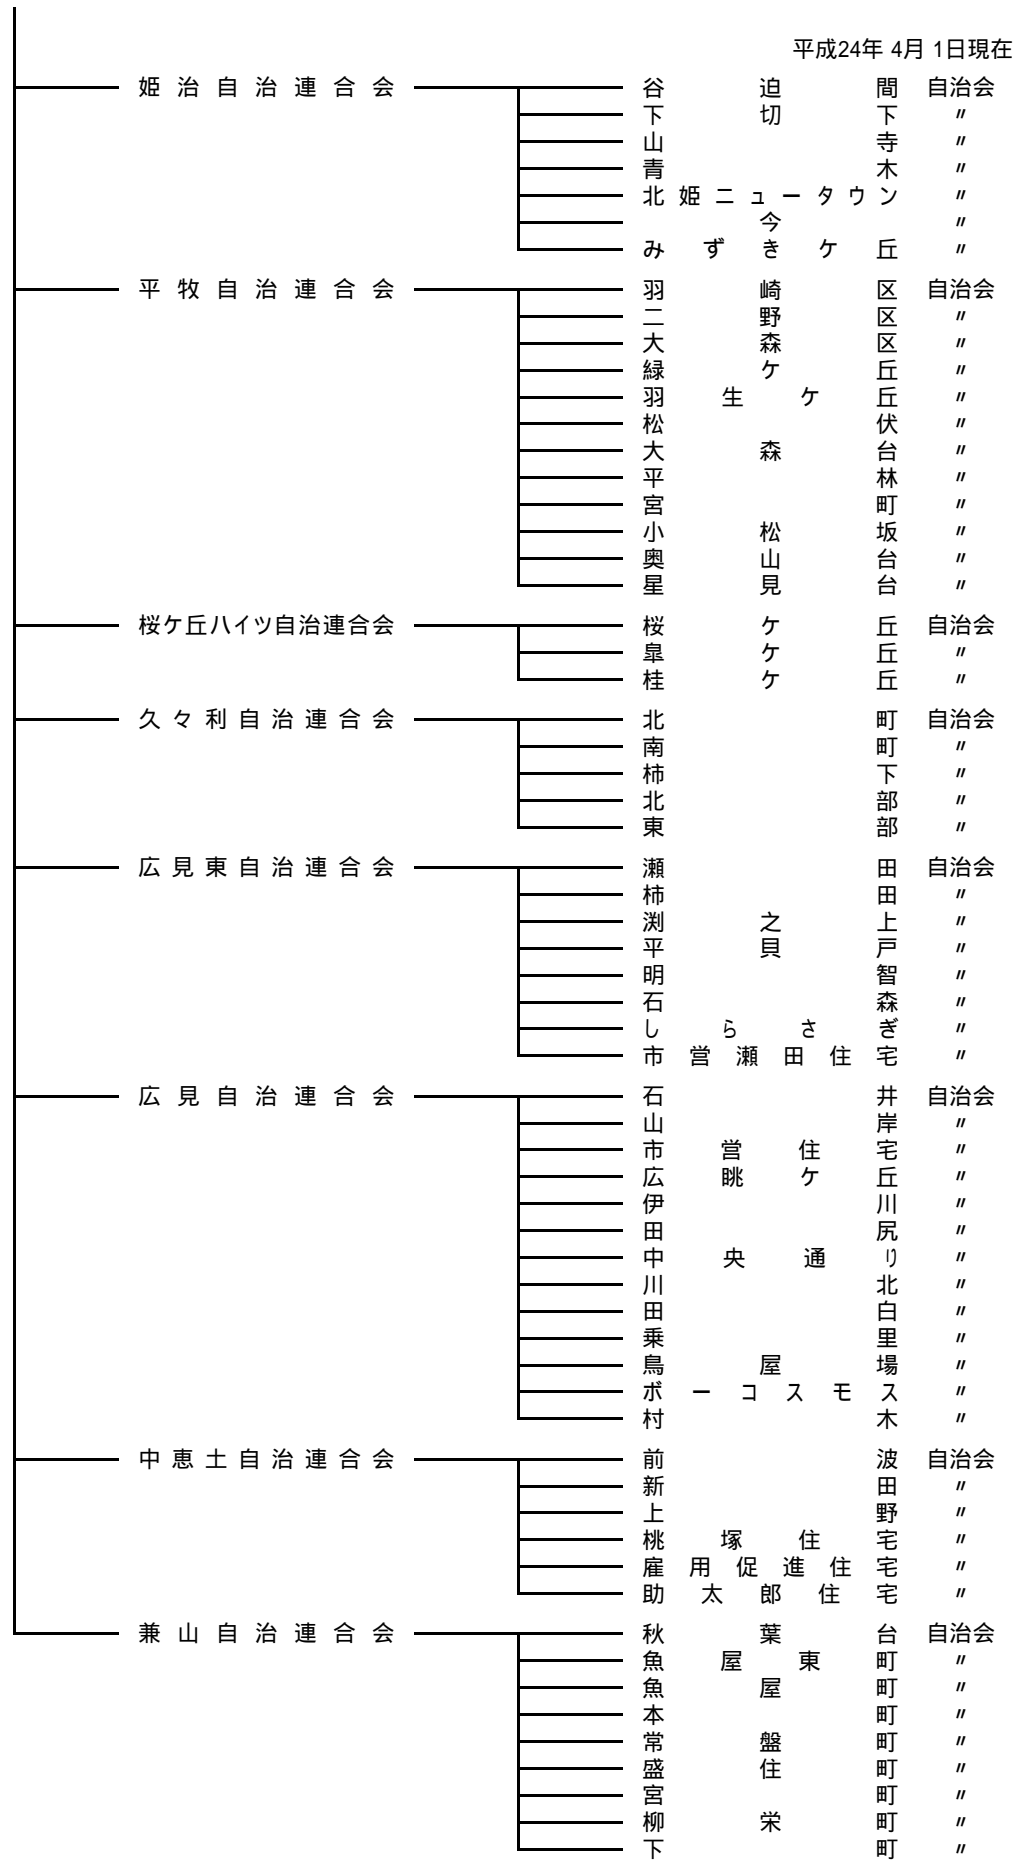 平成24年 4月 1日現在
姫治自治連合会 谷迫間 自治会
下切下 〃
山寺 〃
青木 〃
北姫ニュータウン 〃
今 〃
みずきケ丘 〃
平牧自治連合会 羽崎区 自治会
二野区 〃
大森区 〃
緑ケ丘 〃
羽生ケ丘 〃
松伏 〃
大森台 〃
平林 〃
宮町 〃
小松坂 〃
奥山台 〃
星見台 〃
桜ケ丘ハイツ自治連合会 桜ケ丘 自治会
皐ケ丘 〃
桂ケ丘 〃
久々利自治連合会 北町 自治会
南町 〃
柿下 〃
北部 〃
東部 〃
広見東自治連合会 瀬田 自治会
柿田 〃
渕之上 〃
平貝戸 〃
明智 〃
石森 〃
しらさぎ 〃
市営瀬田住宅 〃
広見自治連合会 石井 自治会
山岸 〃
市営住宅 〃
広眺ケ丘 〃
伊川 〃
田尻 〃
中央通り 〃
川北 〃
田白 〃
乗里 〃
鳥屋場 〃
ボーコスモス 〃
村木 〃
中恵土自治連合会 前波 自治会
新田 〃
上野 〃
桃塚住宅 〃
雇用促進住宅 〃
助太郎住宅 〃
兼山自治連合会 秋葉台 自治会
魚屋東町 〃
魚屋町 〃
本町 〃
常盤町 〃
盛住町 〃
宮町 〃
柳栄町 〃
下町 〃